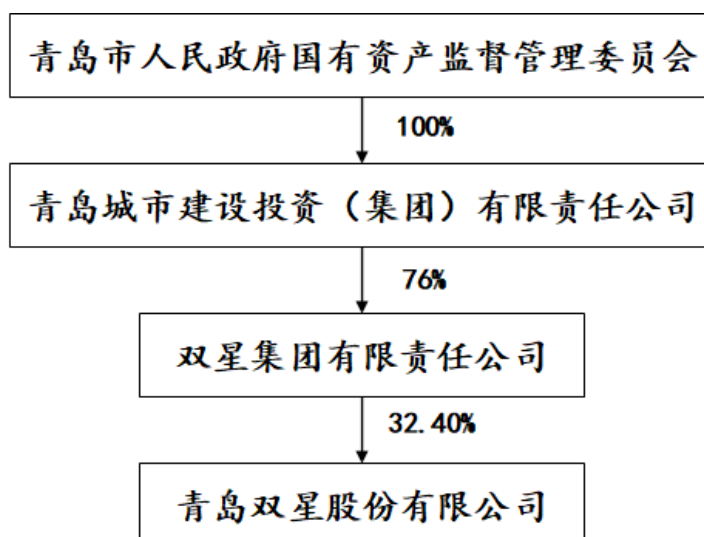 青岛市人民政府国有资产监督管理委员会
100%
青岛城市建设投资（集团）有限责任公司
76%
双星集团有限责任公司
32.40%
青岛双星股份有限公司